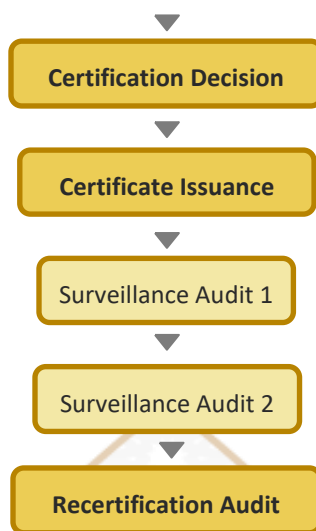 Certification Decision
Certificate Issuance
Surveillance Audit 1
Surveillance Audit 2
Recertification Audit